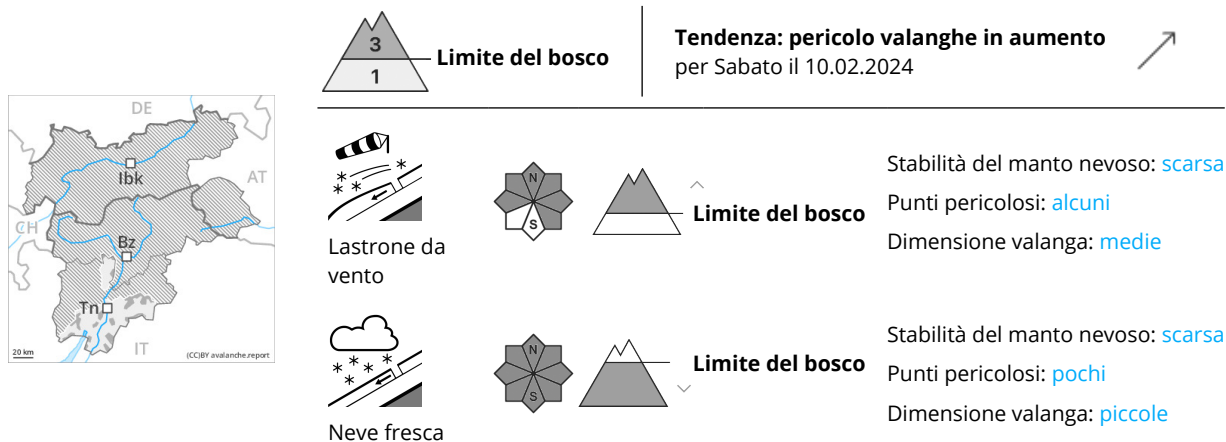 3
1
Limite del bosco
Tendenza: pericolo valanghe in aumento
per Sabato il 10.02.2024
DE
Ibk
AT
CH
Bz
Tn
IT
20 km
(CC)BY avalanche.report
Lastrone da
vento
N
S
Limite del bosco
Stabilità del manto nevoso: scarsa
Punti pericolosi: alcuni
Dimensione valanga: medie
Neve fresca
N
S
Limite del bosco
Stabilità del manto nevoso: scarsa
Punti pericolosi: pochi
Dimensione valanga: piccole